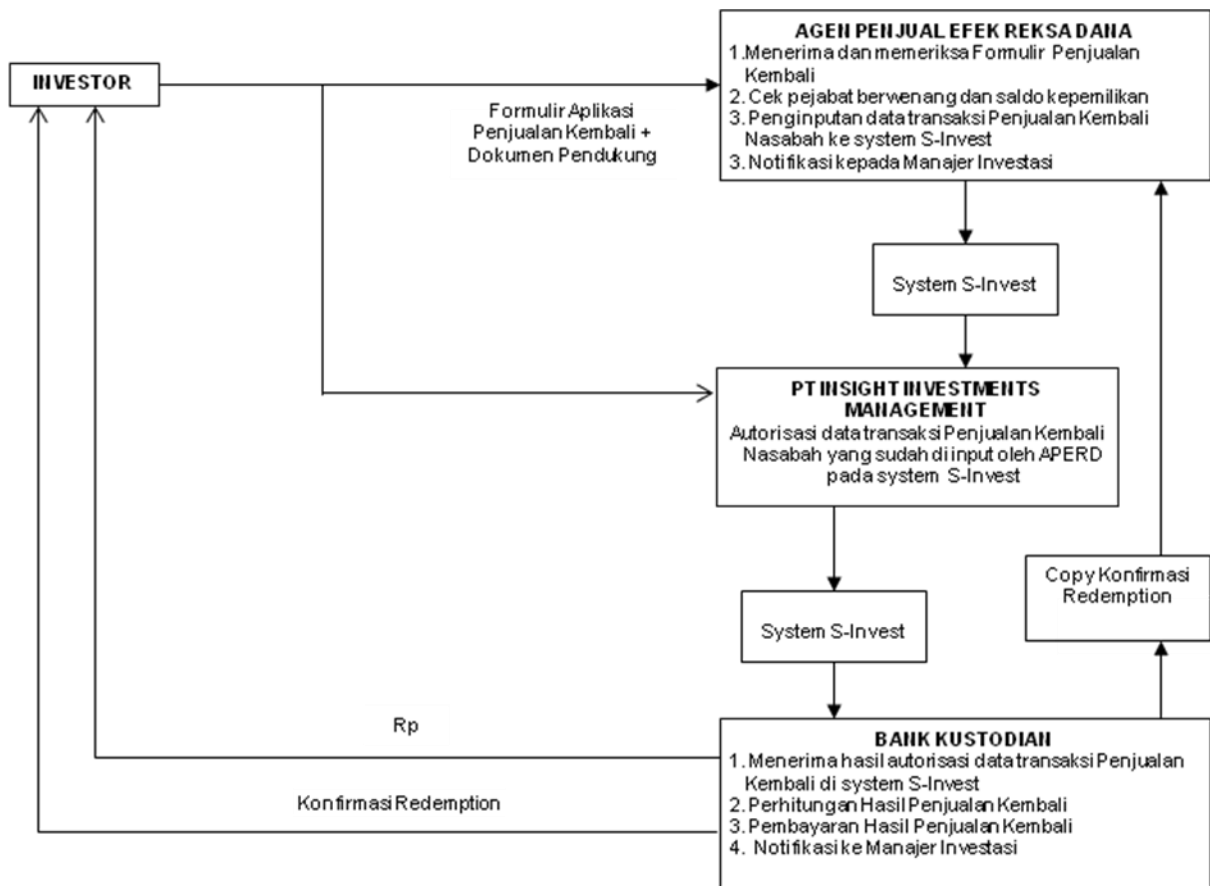 AGEN PENJUAL EFEK REKSA DANA
1.Menerima dan memeriksa Formulir Penjualan
Kembali
2. Cek pejabat berwenang dan saldo kepemilikan
3. Penginputan data transaksi Penjualan Kembali
Nasabah ke system S-Invest
3. Notifikasi kepada Manajer Investasi
INVESTOR
Formulir Aplikasi
Penjualan Kembali +
Dokumen Pendukung
System S-Invest
PT INSIGHT INVESTMENTS
MANAGEMENT
Autorisasi data transaksi Penjualan Kembali
Nasabah yang sudah di input oleh APERD
pada system S-Invest
Copy Konfirmasi
Redemption
System S-Invest
Rp
Konfirmasi Redemption
BANK KUSTODIAN
1. Menerima hasil autorisasi data transaksi Penjualan
Kembali di system S-Invest
2. Perhitungan Hasil Penjualan Kembali
3. Pembayaran Hasil Penjualan Kembali
4. Notifikasi ke Manajer Investasi